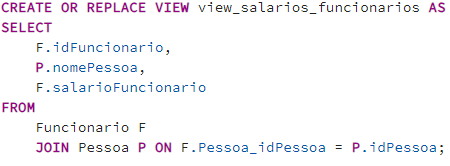 CREATE OR REPLACE VIEW view_salarios_funcionarios AS
SELECT
F.idFuncionario,
P.nomePessoa,
F.salarioFuncionario
FROM
Funcionario F
JOIN Pessoa P ON F.Pessoa_idPessoa = P.idPessoa;